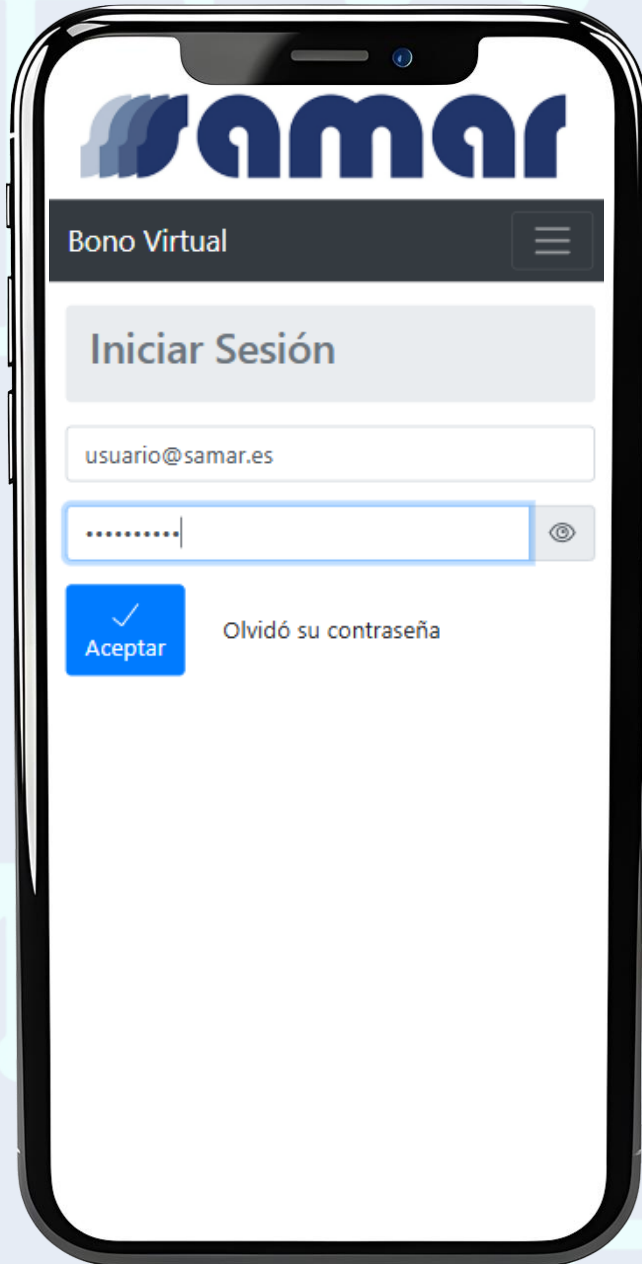 samar
Bono Virtual
Iniciar Sesión
usuario@samar.es
••••••••••
Aceptar
Olvidó su contraseña